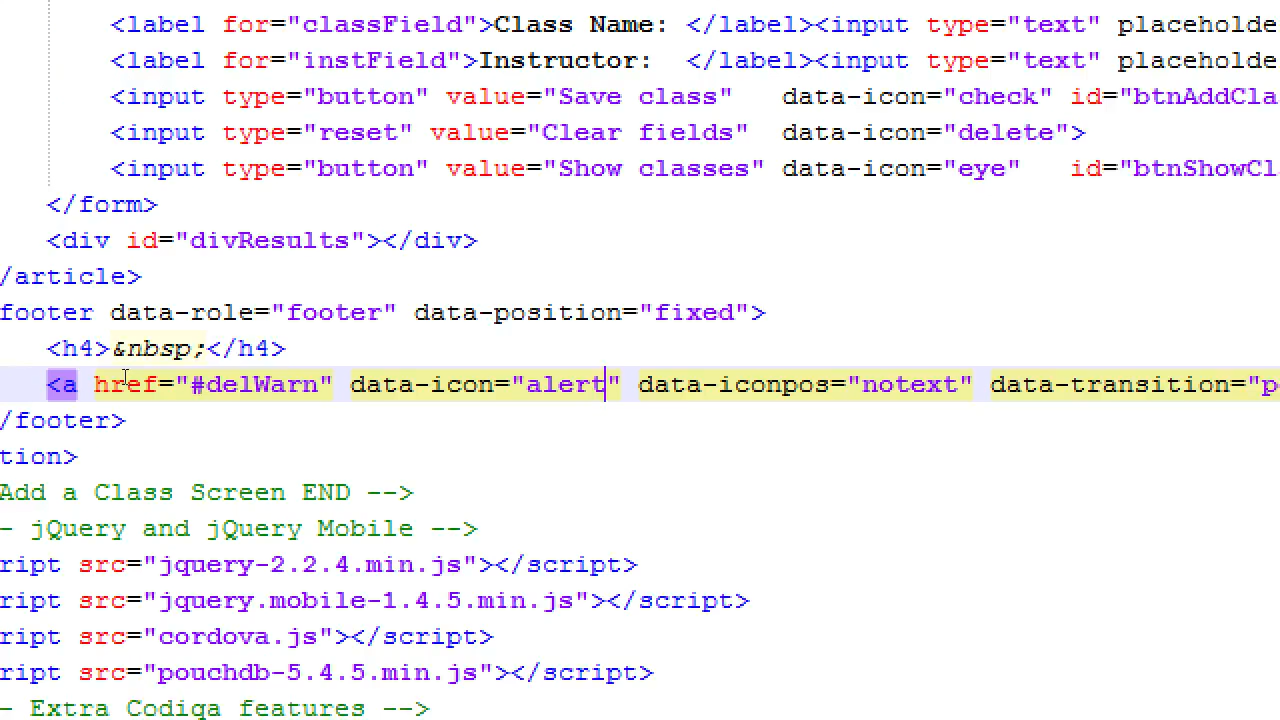 <label for="classField">Class Name: </label><input type="text" placeholde
<label for="instField">Instructor:  </label><input type="text" placeholde
<input type="button" value="Save class"   data-icon="check" id="btnAddCla
<input type="reset" value="Clear fields"  data-icon="delete">
<input type="button" value="Show classes" data-icon="eye"   id="btnShowCl
</form>
<div id="divResults"></div>
/article>
footer data-role="footer" data-position="fixed">
<h4>&nbsp;</h4>
<a href="#delWarn" data-icon="alert" data-iconpos="notext" data-transition="p
/footer>
tion>
Add a Class Screen END -->
- jQuery and jQuery Mobile -->
ript src="jquery-2.2.4.min.js"></script>
ript src="jquery.mobile-1.4.5.min.js"></script>
ript src="cordova.js"></script>
ript src="pouchdb-5.4.5.min.js"></script>
- Extra Codiqa features -->